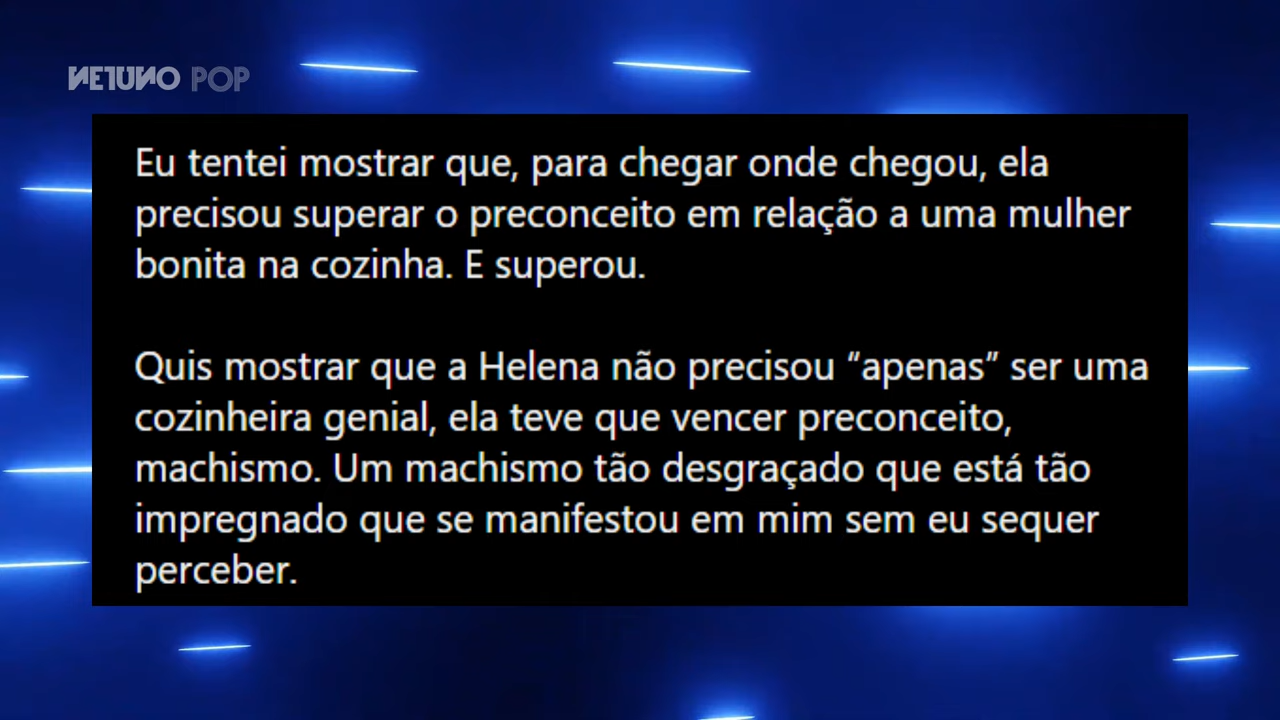 NETUNO POP
Eu tentei mostrar que, para chegar onde chegou, ela
precisou superar o preconceito em relação a uma mulher
bonita na cozinha. E superou.
Quis mostrar que a Helena não precisou “apenas” ser uma
cozinheira genial, ela teve que vencer preconceito,
machismo. Um machismo tão desgraçado que está tão
impregnado que se manifestou em mim sem eu sequer
perceber.